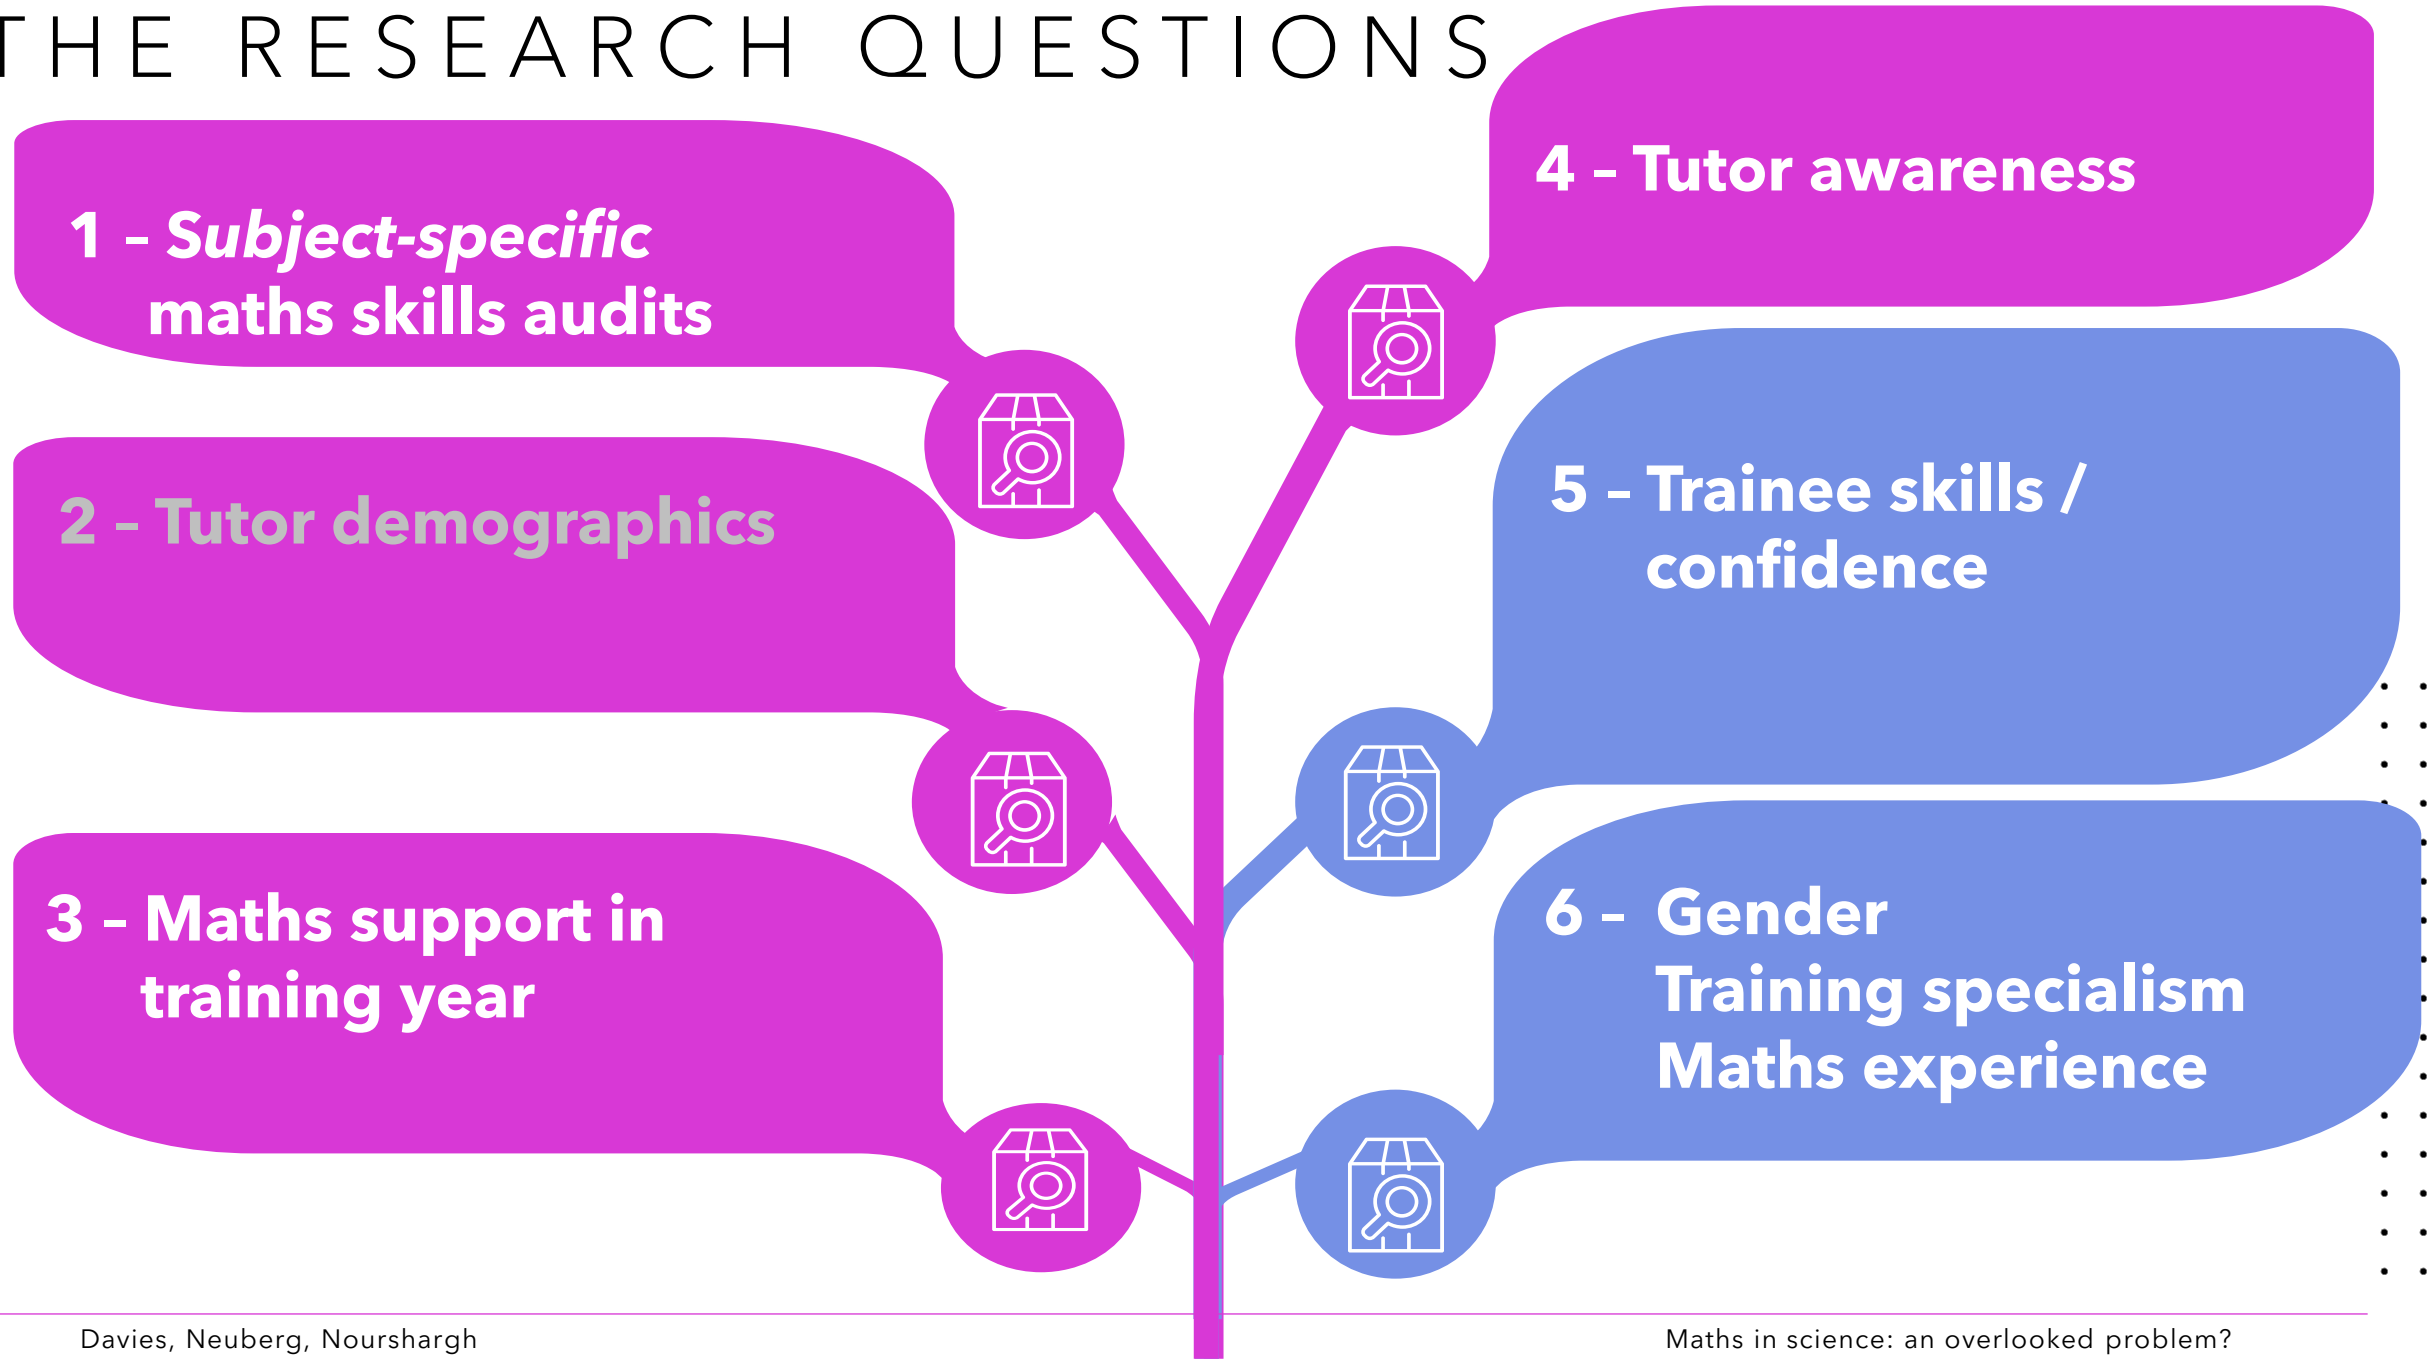 THE RESEARCH QUESTIONS
1 – Subject-specific
maths skills audits
2 – Tutor demographics
3 – Maths support in
training year
4 – Tutor awareness
5 – Trainee skills /
confidence
6 – Gender
Training specialism
Maths experience
Davies, Neuberg, Nourshargh
Maths in science: an overlooked problem?